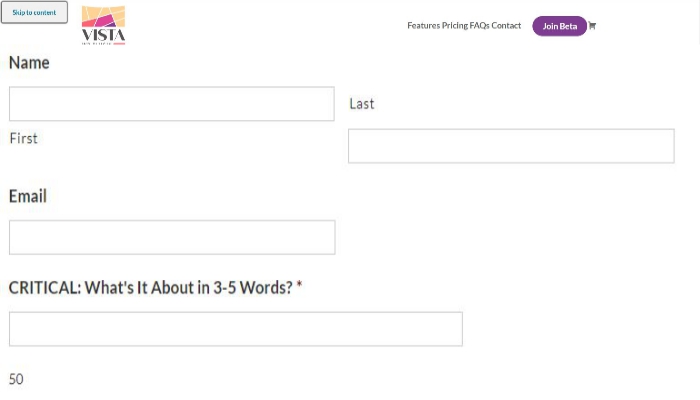 Skip to content
VISTA
Features Pricing FAQs Contact
Join Beta
Name
Last
First
Email
CRITICAL: What's It About in 3-5 Words? *
50